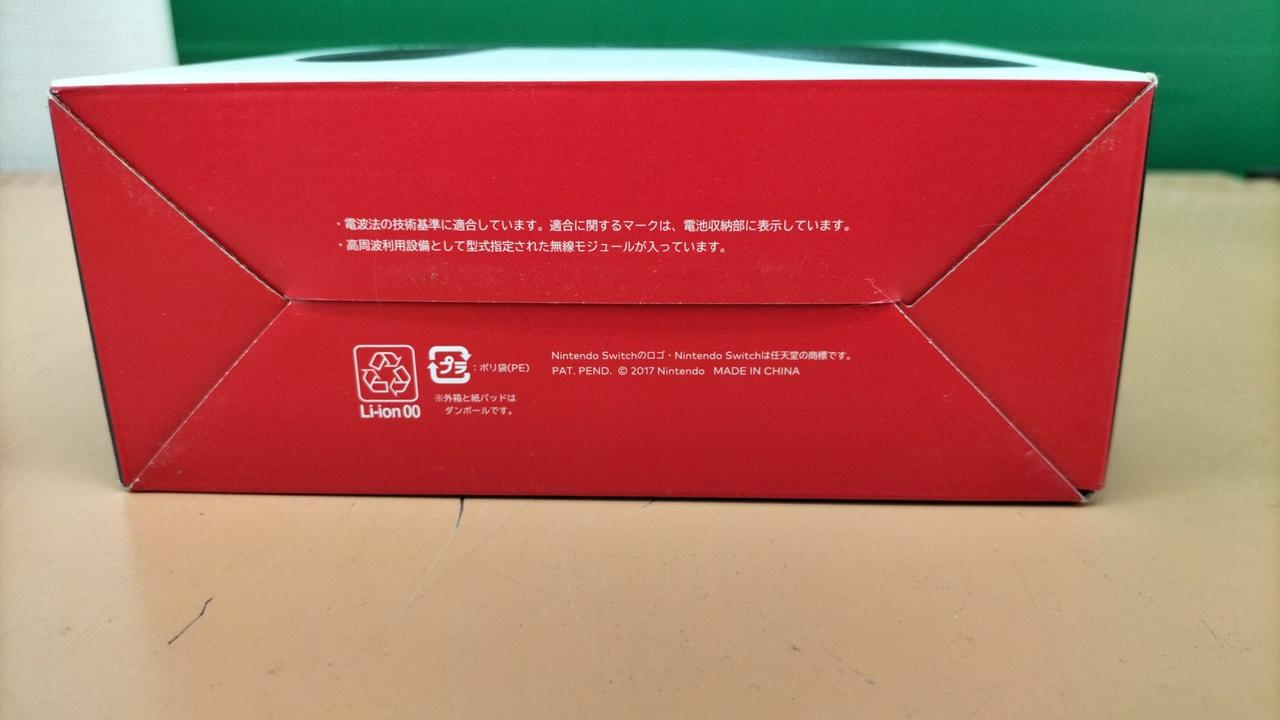 ・電波法の技術基準に適合しています。適合に関するマークは、電池収納部に表示しています。
・高周波利用設備として型式指定された無線モジュールが入っています。
プラ
：ポリ袋(PE)
Li-ion 00
※外箱と紙パッドは
ダンボールです。
Nintendo Switchのロゴ・Nintendo Switchは任天堂の商標です。
PAT. PEND. © 2017 Nintendo MADE IN CHINA